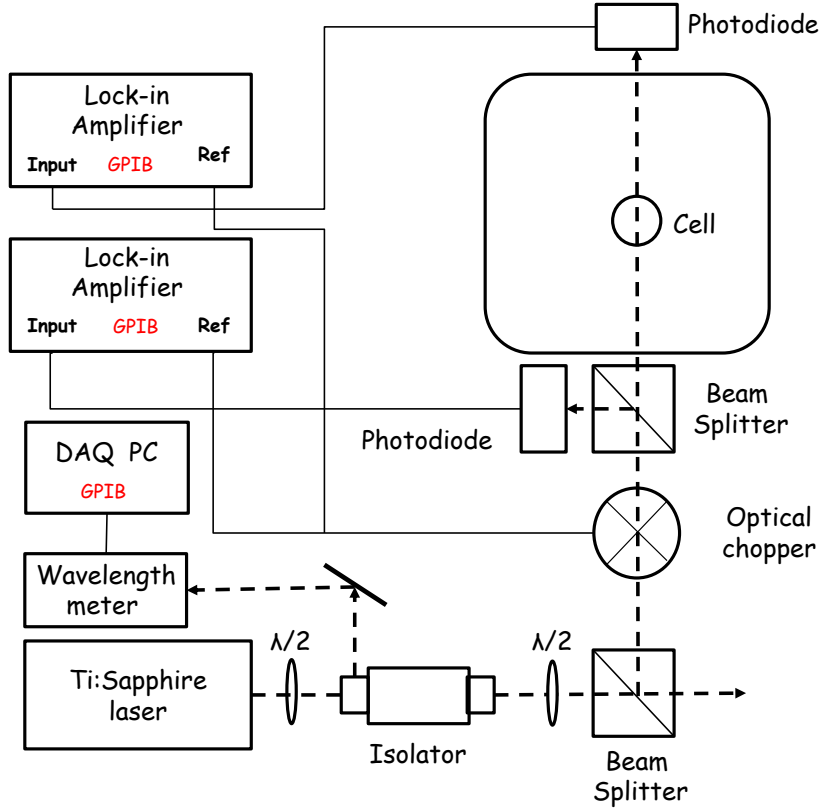 Photodiode
Lock-in
Amplifier
Input GPIB Ref
Cell
Lock-in
Amplifier
Input GPIB Ref
Beam
Splitter
Photodiode
DAQ PC
GPIB
Optical
chopper
Wavelength
meter
λ/2
λ/2
Ti:Sapphire
laser
Isolator
Beam
Splitter